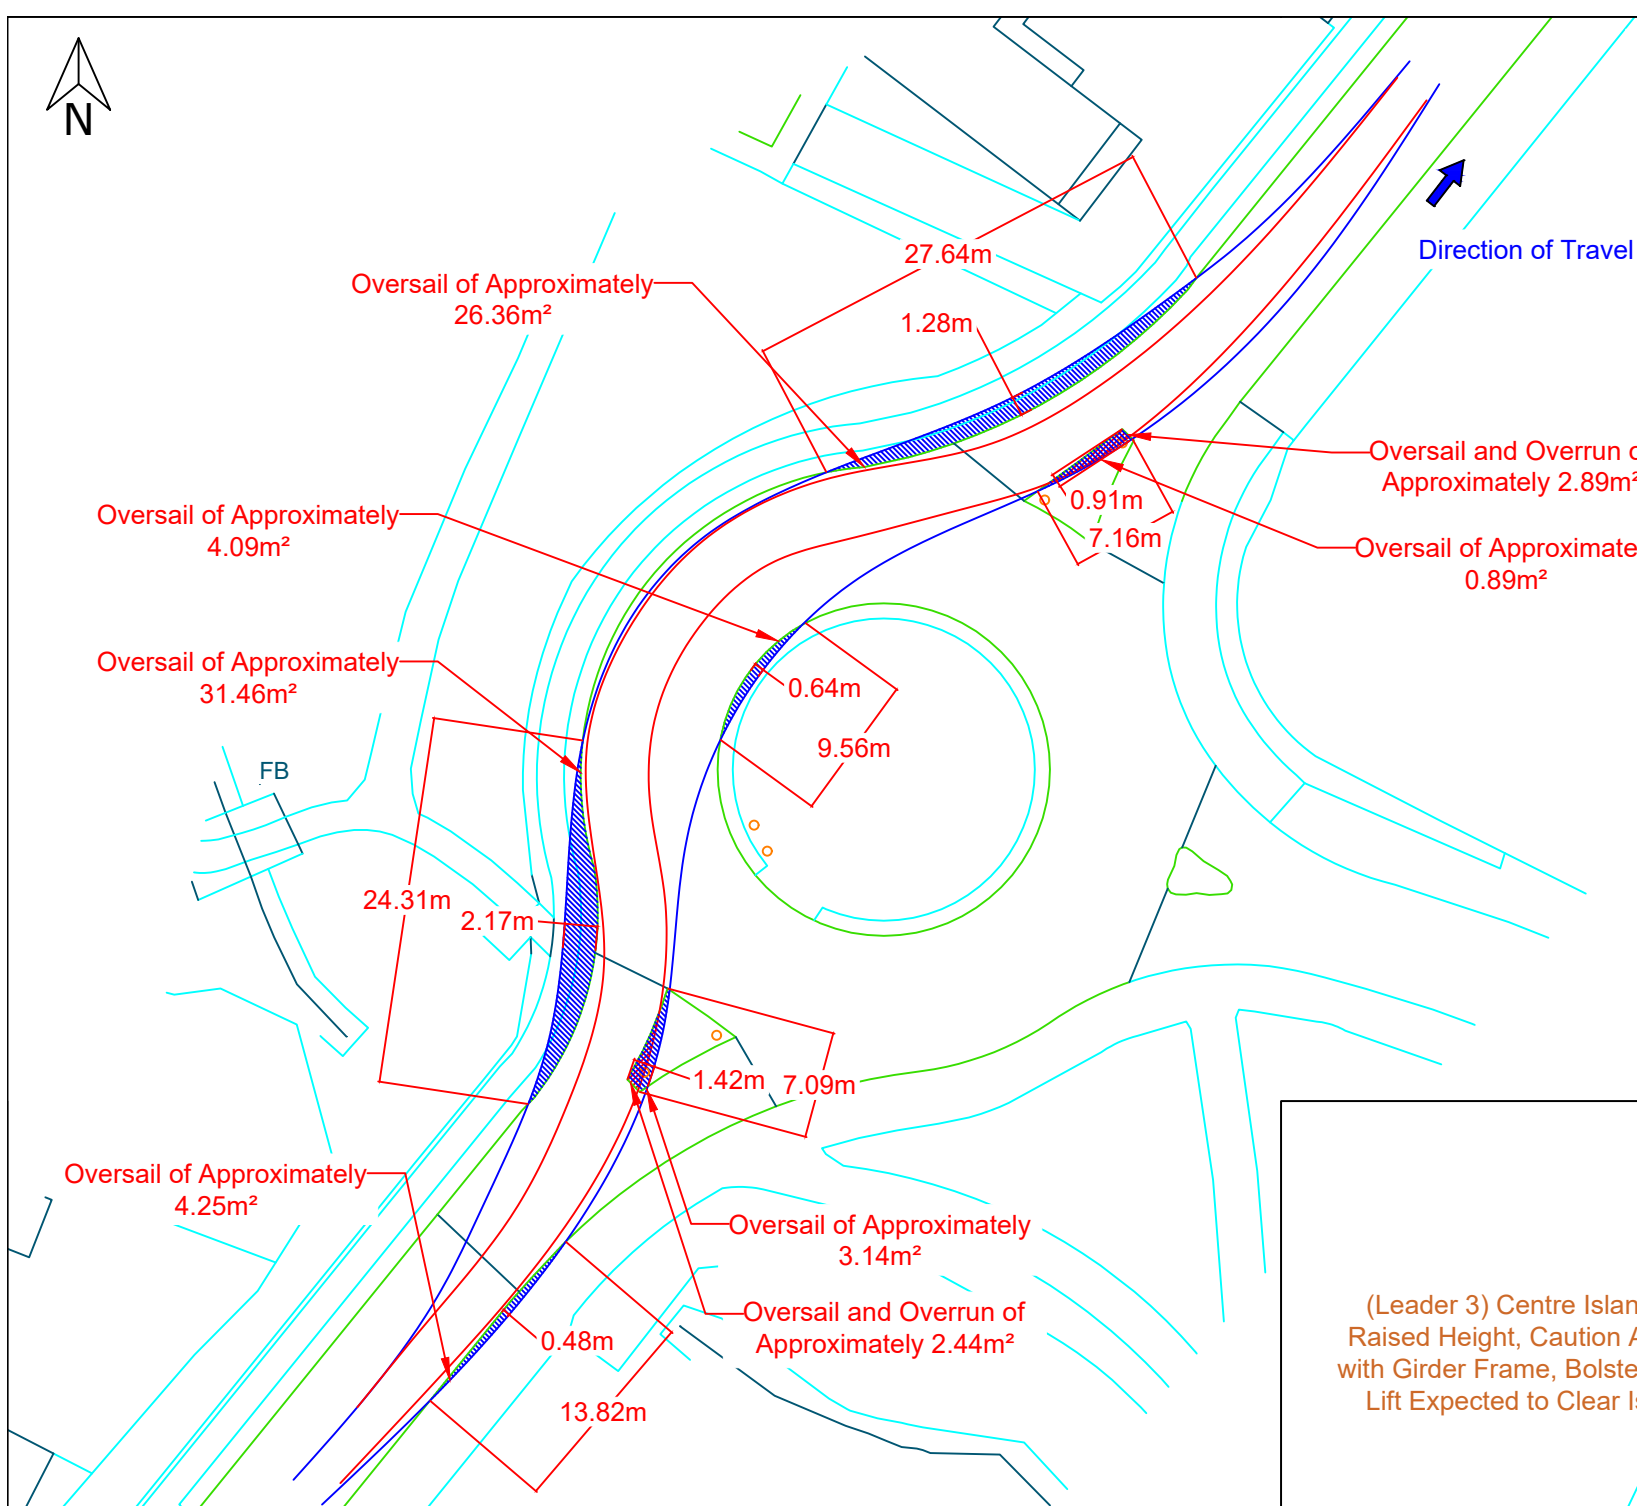 N
27.64m
Direction of Travel
Oversail of Approximately
26.36m²
1.28m
Oversail and Overrun
Approximately 2.89m²
0.91m
7.16m
Oversail of Approximately
4.09m²
Oversail of
0.89m²
Oversail of Approximately
31.46m²
0.64m
9.56m
FB
24.31m
2.17m
1.42m
7.09m
Oversail of Approximately
4.25m²
Oversail of Approximately
3.14m²
Oversail and Overrun of
Approximately 2.44m²
0.48m
13.82m
(Leader 3) Centre
Raised Height, Caution
with Girder Frame,
Lift Expected to Clear